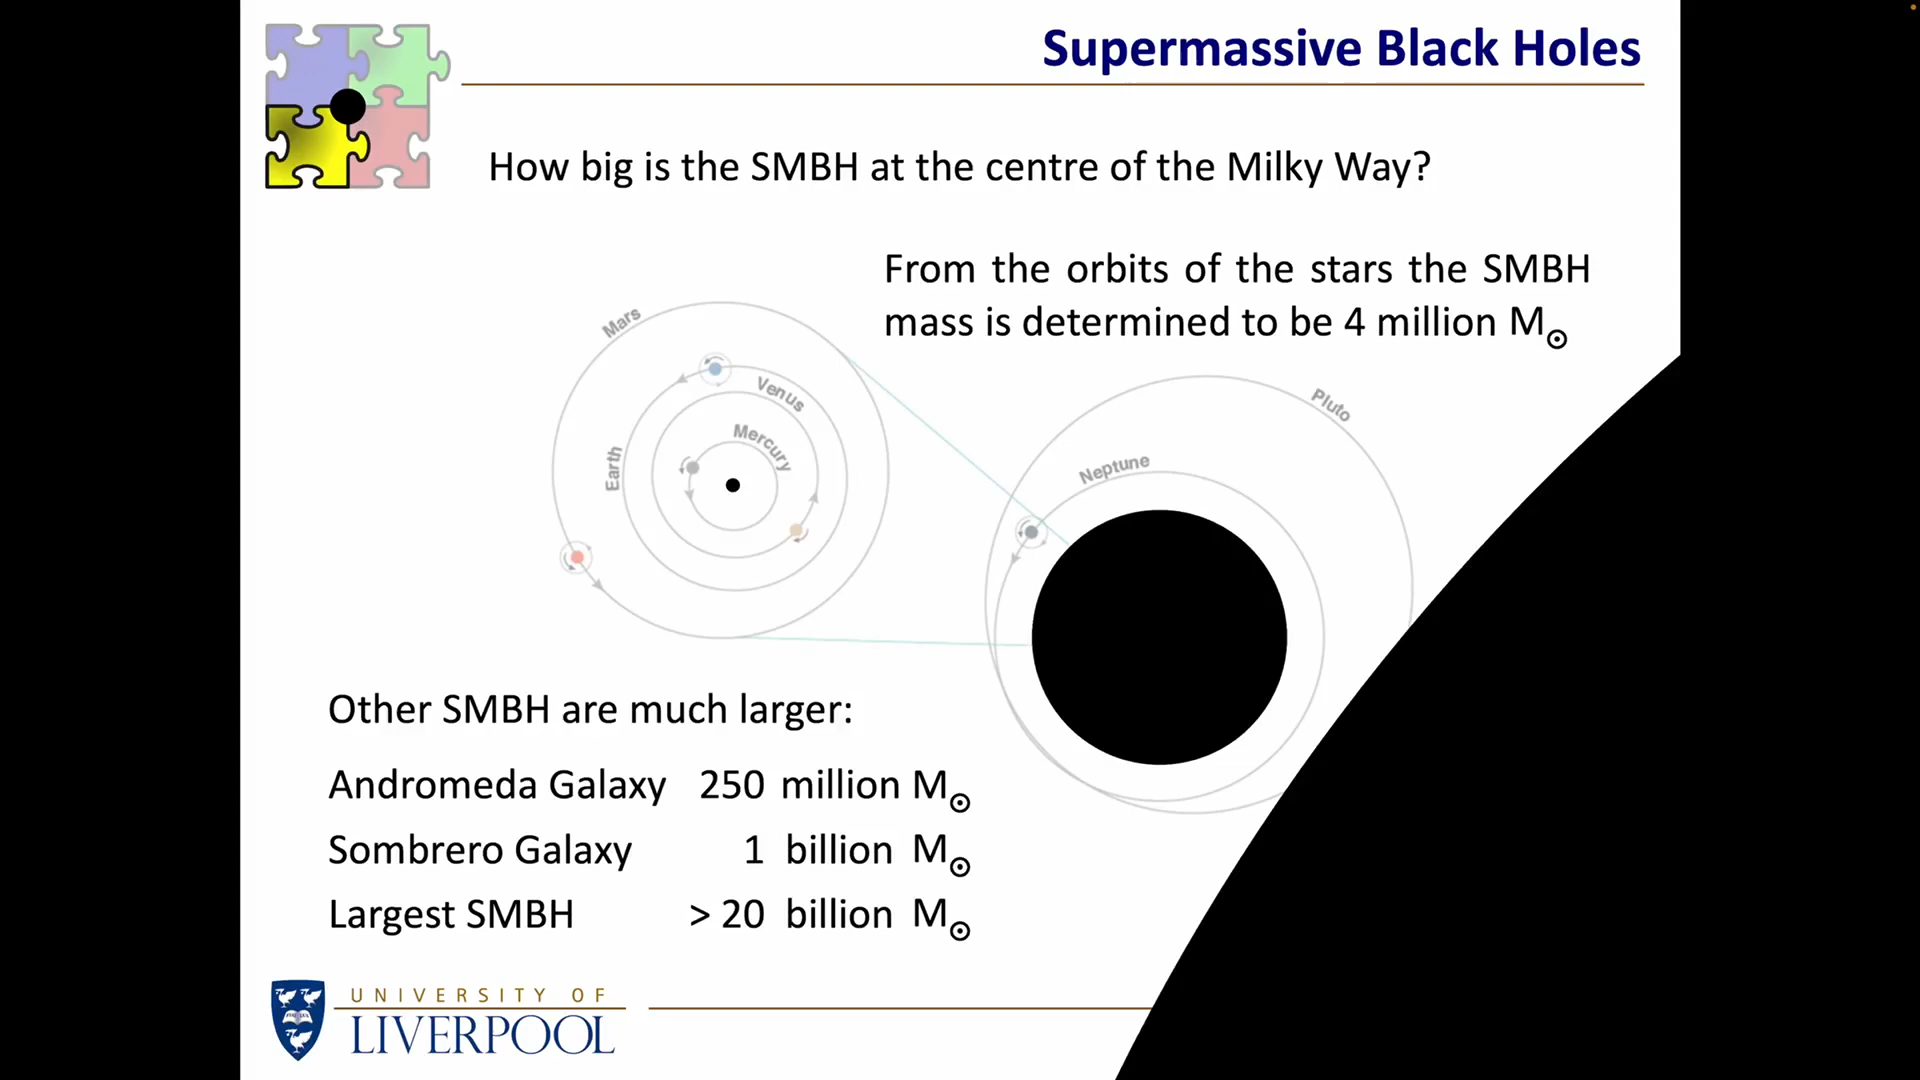 Supermassive Black Holes
How big is the SMBH at the centre of the Milky Way?
From the orbits of the stars the SMBH
mass is determined to be 4 million M☉
Mars
Venus
Mercury
Earth
Pluto
Neptune
Other SMBH are much larger:
Andromeda Galaxy 250 million M☉
Sombrero Galaxy 1 billion M☉
Largest SMBH > 20 billion M☉
UNIVERSITY OF
LIVERPOOL